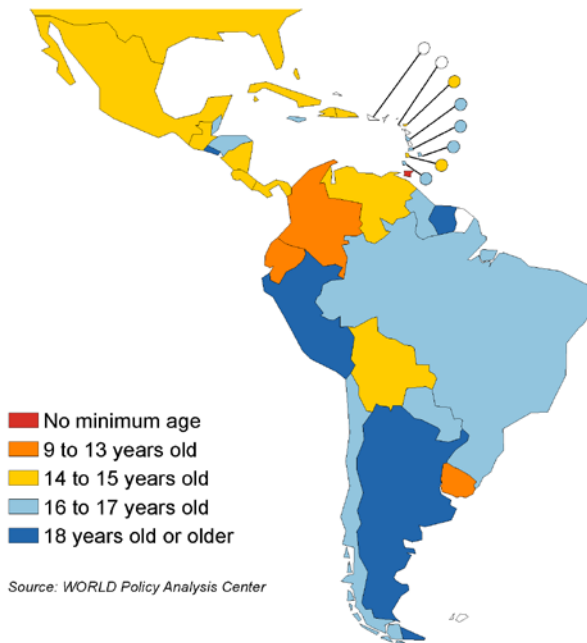 No minimum age
9 to 13 years old
14 to 15 years old
16 to 17 years old
18 years old or older
Source: WORLD Policy Analysis Center